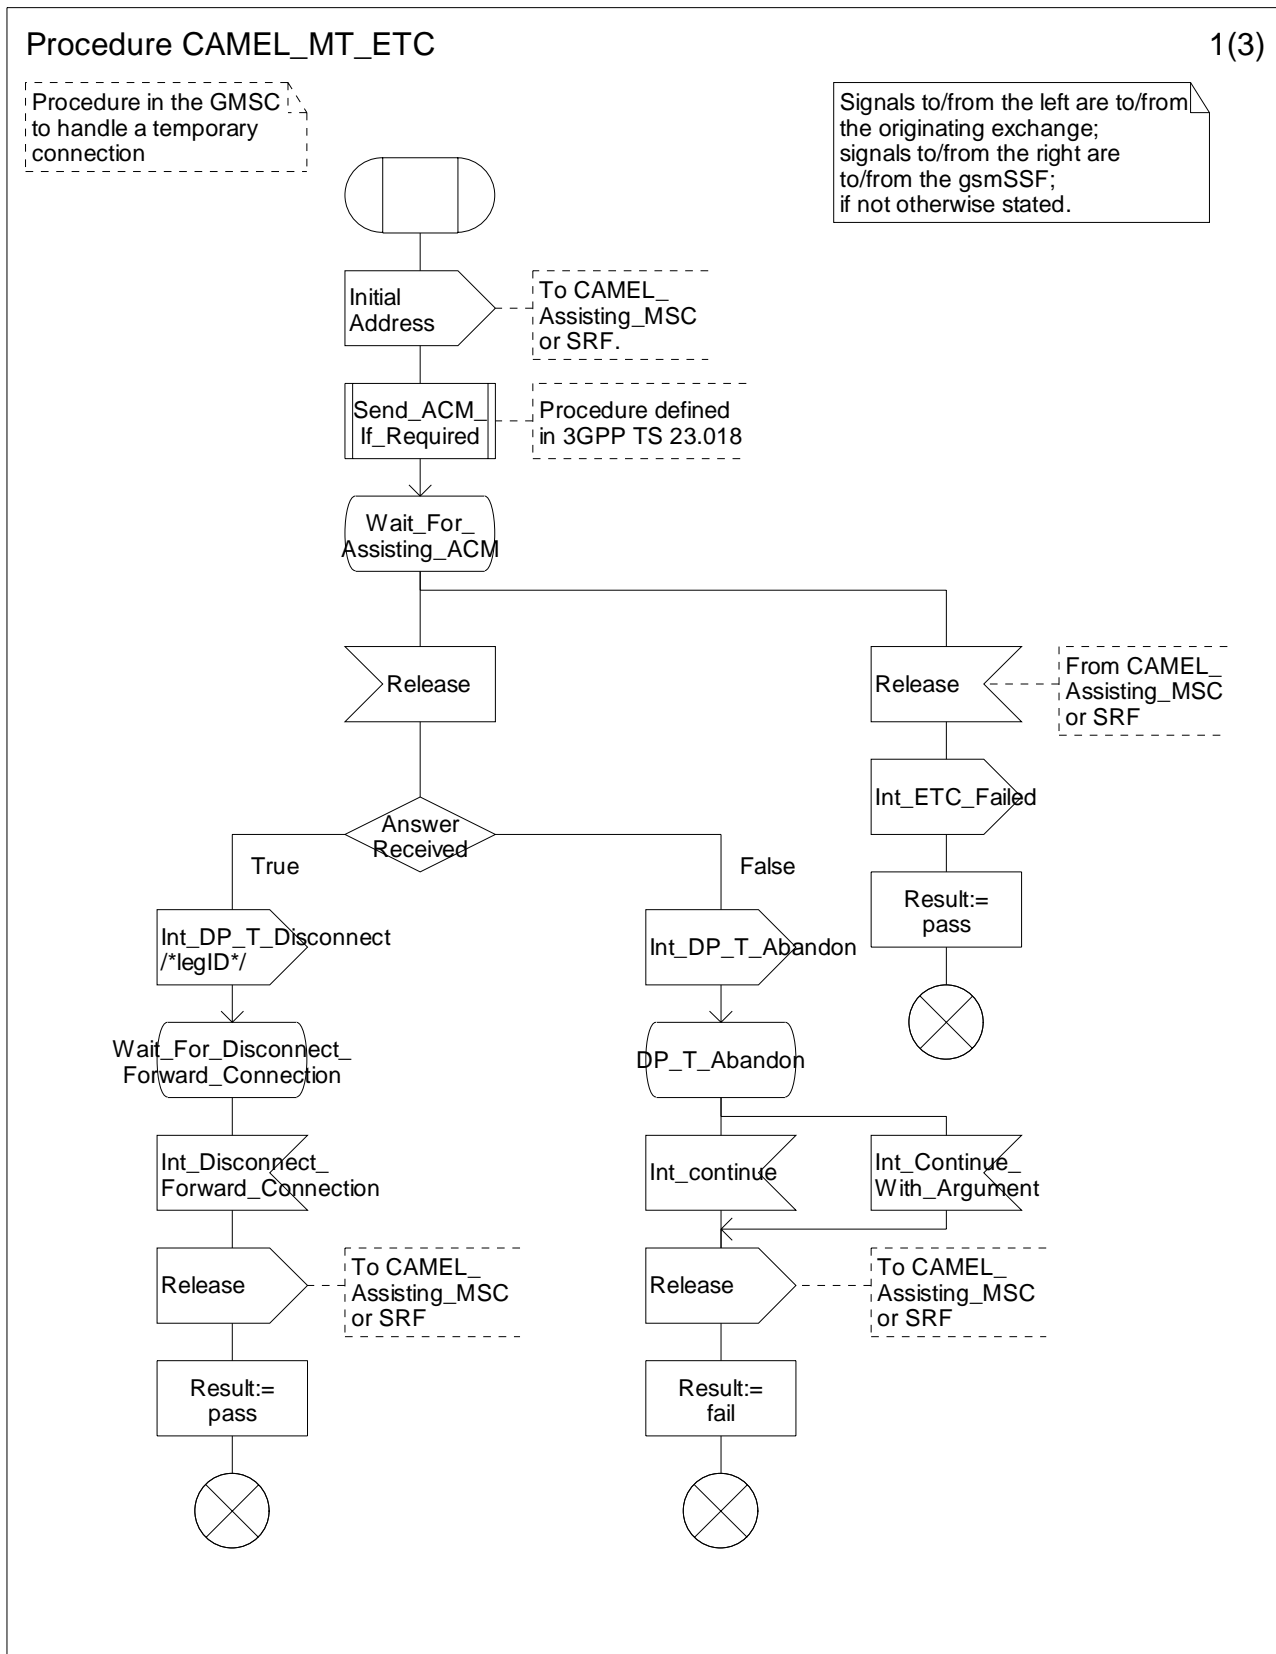 Procedure CAMEL_MT_ETC
1(3)
Procedure in the GMSC
to handle a temporary
connection
Signals to/from the left are to/from
the originating exchange;
signals to/from the right are
to/from the gsmSSF;
if not otherwise stated.
Initial
Address
To CAMEL_
Assisting_MSC
or SRF.
Send_ACM_
If_Required
Procedure defined
in 3GPP TS 23.018
Wait_For_
Assisting_ACM
Release
Release
From CAMEL_
Assisting_MSC
or SRF
Int_ETC_Failed
Answer
Received
True
False
Result:=
pass
Int_DP_T_Disconnect
/*legID*/
Int_DP_T_Abandon
Wait_For_Disconnect_
Forward_Connection
DP_T_Abandon
Int_Disconnect_
Forward_Connection
Int_continue
Int_Continue_
With_Argument
Release
To CAMEL_
Assisting_MSC
or SRF
Release
To CAMEL_
Assisting_MSC
or SRF
Result:=
pass
Result:=
fail